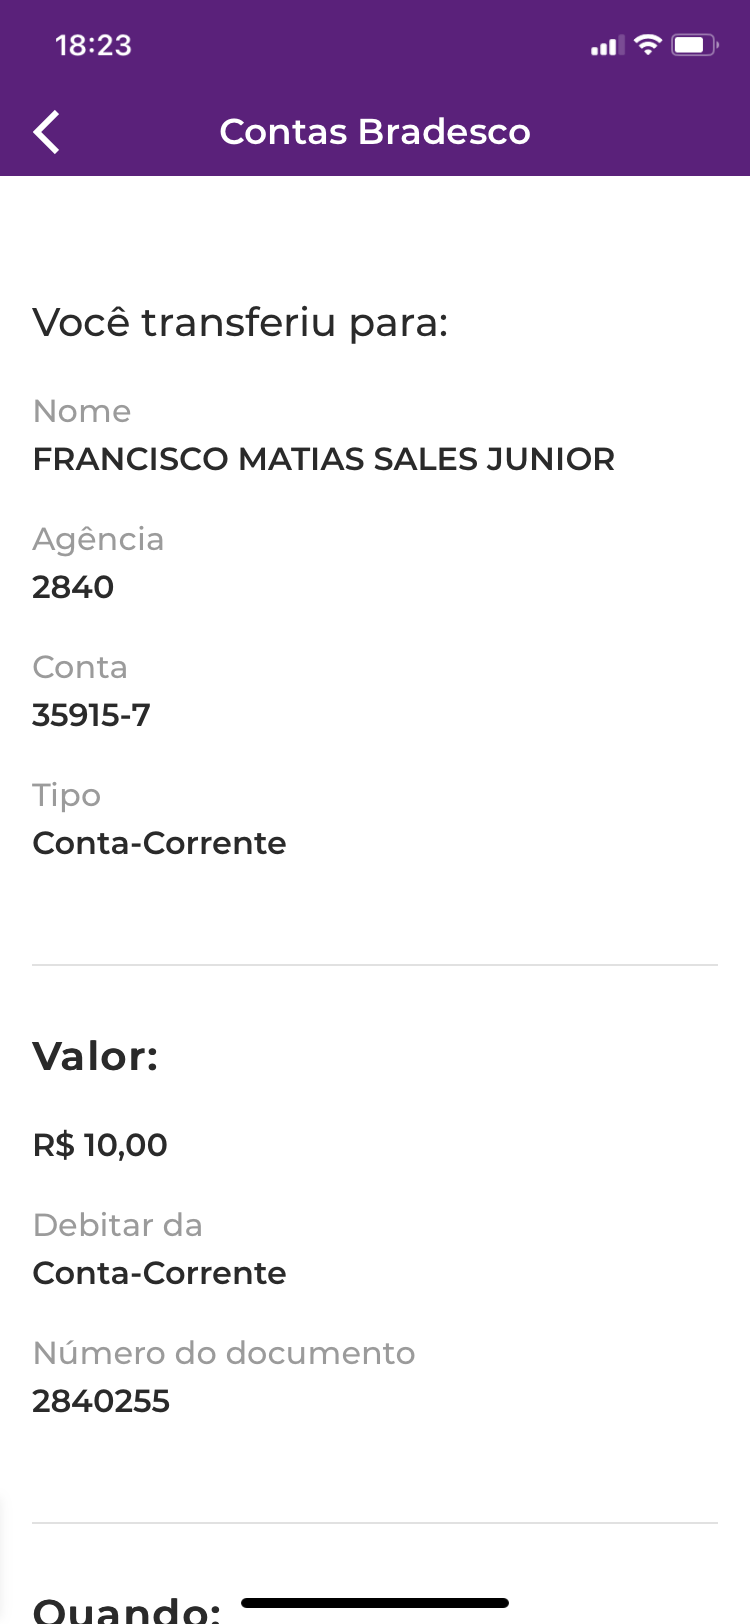 18:23
Contas Bradesco
Você transferiu para:
Nome
FRANCISCO MATIAS SALES JUNIOR
Agência
2840
Conta
35915-7
Tipo
Conta-Corrente
Valor:
R$ 10,00
Debitar da
Conta-Corrente
Número do documento
2840255
Quando: